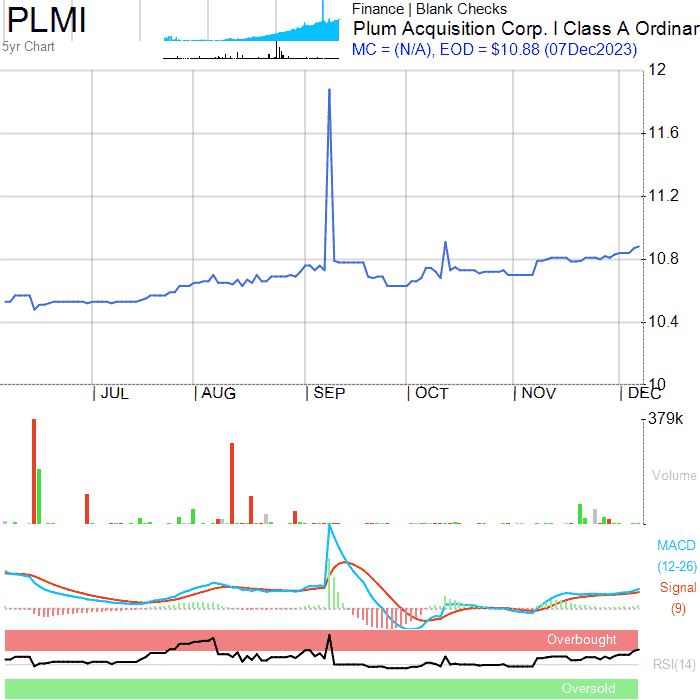 PLMI
Finance | Blank Checks
Plum Acquisition Corp. I Class A Ordinar
5yr Chart
MC = (N/A), EOD = $10.88 (07Dec2023)
12
11.6
11.2
10.8
10.4
10
JUL AUG SEP OCT NOV DEC
379k
Volume
MACD
(12-26)
Signal
(9)
Overbought
RSI(14)
Oversold